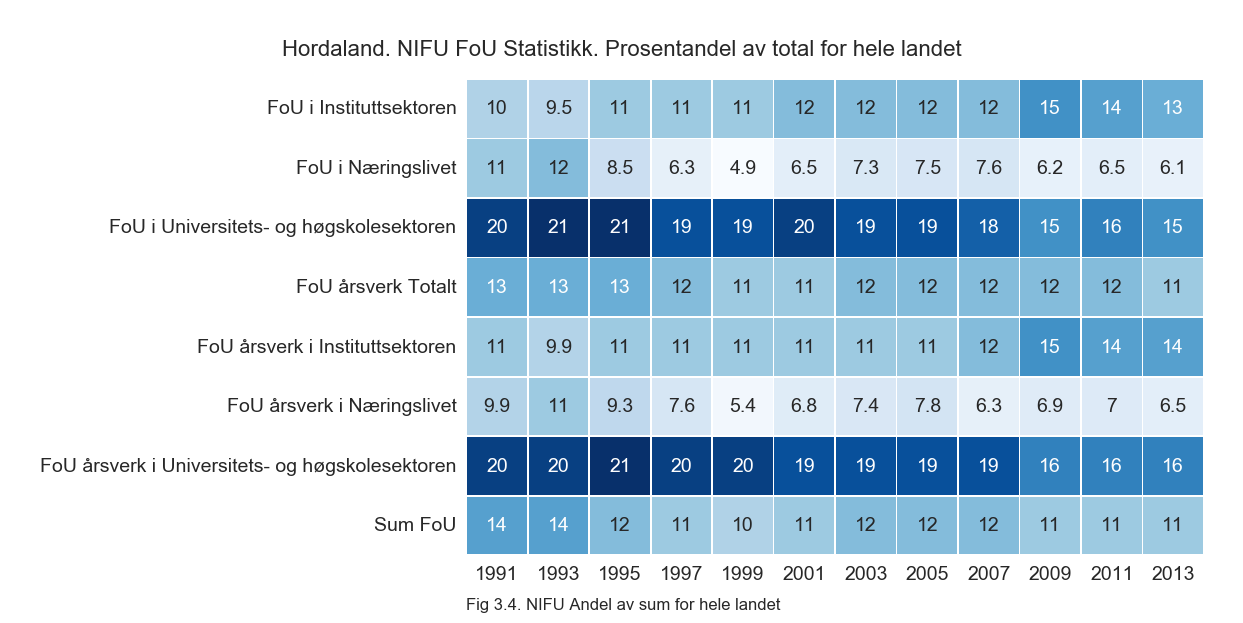 Hordaland. NIFU FoU Statistikk. Prosentandel av total for hele landet
FoU i Instituttsektoren 10 9.5 11 11 11 12 12 12 12 15 14 13
FoU i Næringslivet 11 12 8.5 6.3 4.9 6.5 7.3 7.5 7.6 6.2 6.5 6.1
FoU i Universitets- og høgskolesektoren 20 21 21 19 19 20 19 19 18 15 16 15
FoU årsverk Totalt 13 13 13 12 11 11 12 12 12 12 12 11
FoU årsverk i Instituttsektoren 11 9.9 11 11 11 11 11 11 12 15 14 14
FoU årsverk i Næringslivet 9.9 11 9.3 7.6 5.4 6.8 7.4 7.8 6.3 6.9 7 6.5
FoU årsverk i Universitets- og høgskolesektoren 20 20 21 20 20 19 19 19 19 16 16 16
Sum FoU 14 14 12 11 10 11 12 12 12 11 11 11
1991 1993 1995 1997 1999 2001 2003 2005 2007 2009 2011 2013
Fig 3.4. NIFU Andel av sum for hele landet